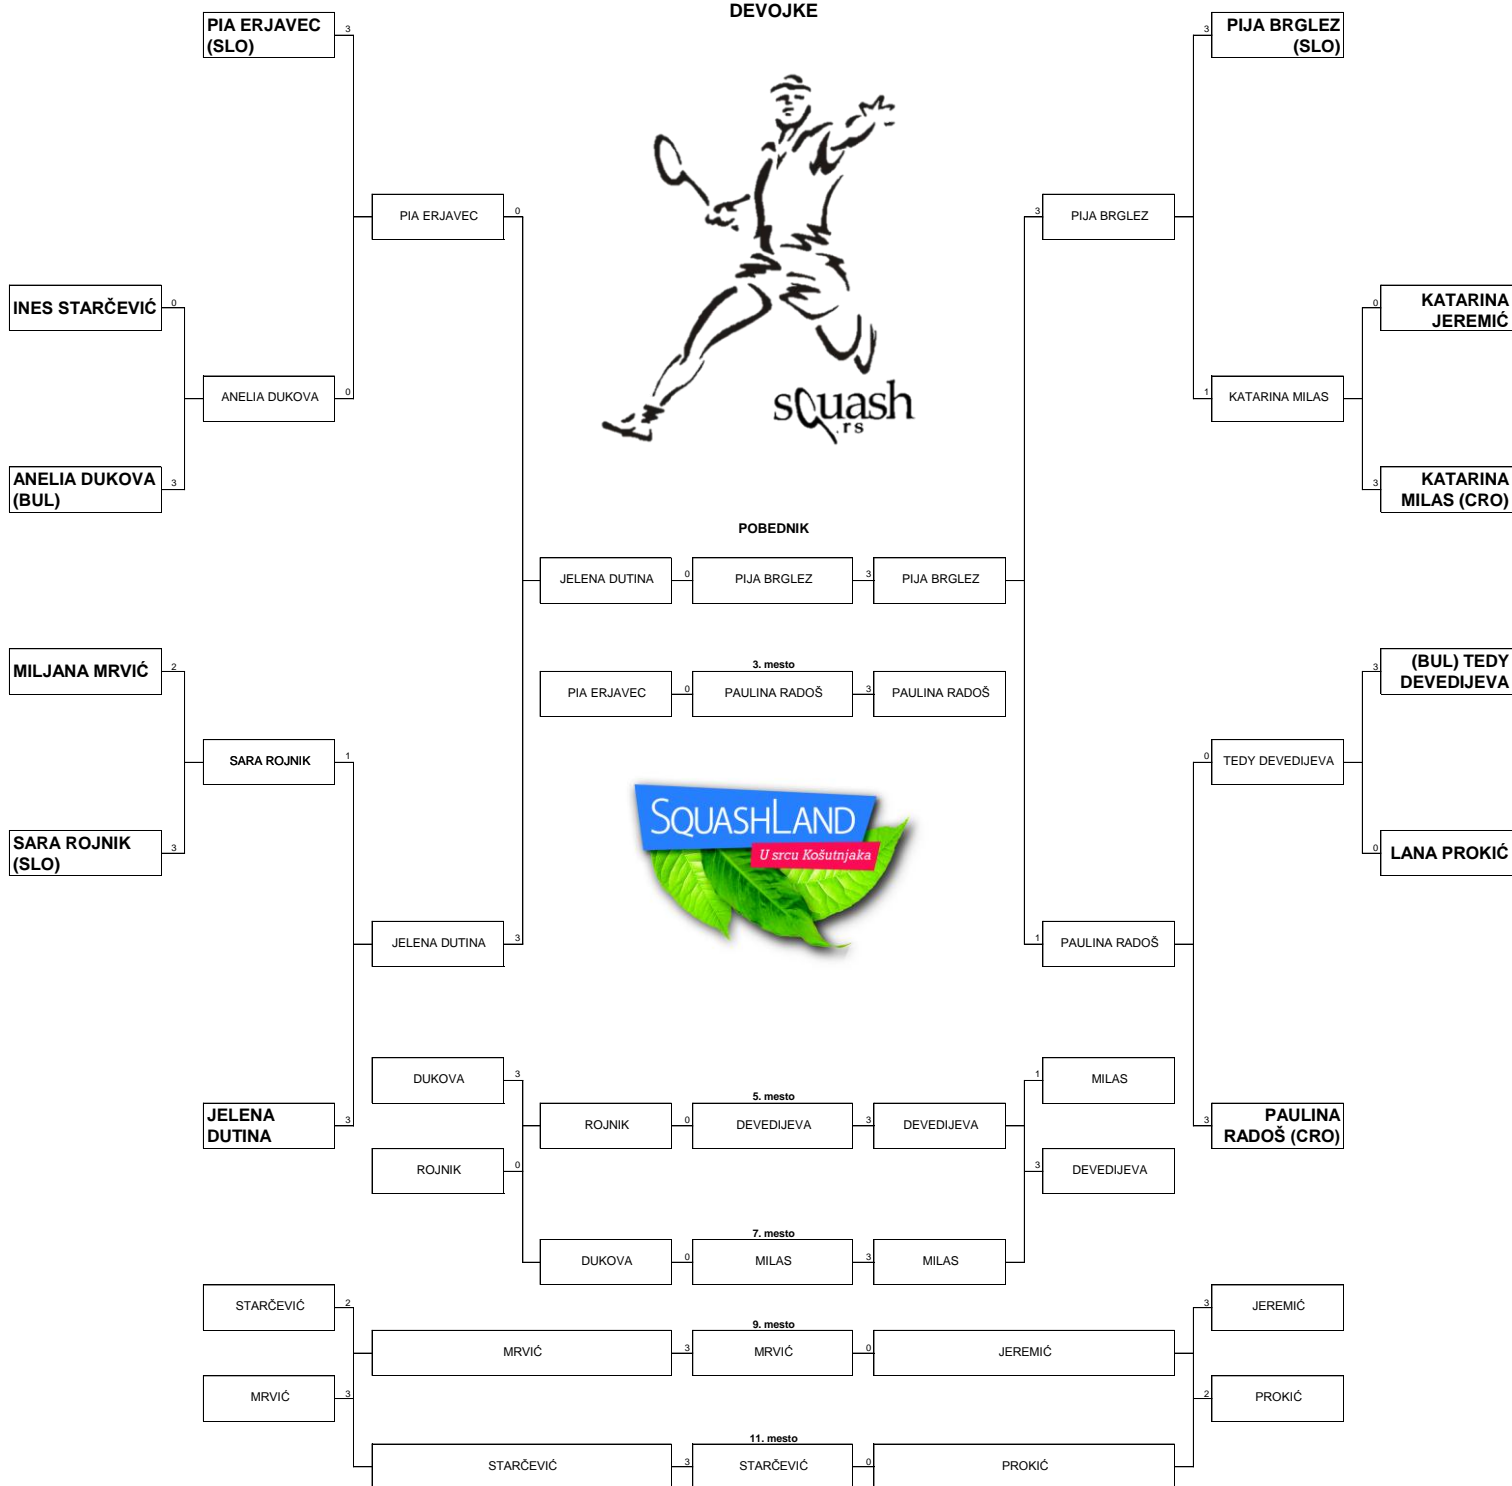 DEVOJKE
PIA ERJAVEC
(SLO)
3
3
PIJA BRGLEZ
(SLO)
PIA ERJAVEC
0
3
PIJA BRGLEZ
INES STARČEVIĆ
0
0
KATARINA
JEREMIĆ
ANELIA DUKOVA
0
1
KATARINA MILAS
squash
.rs
ANELIA DUKOVA
(BUL)
3
3
KATARINA
MILAS (CRO)
POBEDNIK
JELENA DUTINA
0
PIJA BRGLEZ
3
PIJA BRGLEZ
MILJANA MRVIĆ
2
3
(BUL) TEDY
DEVEDIJEVA
3. mesto
PIA ERJAVEC
0
PAULINA RADOŠ
3
PAULINA RADOŠ
SARA ROJNIK
1
0
TEDY DEVEDIJEVA
SQUASHLAND
U srcu Košutnjaka
SARA ROJNIK
(SLO)
3
0
LANA PROKIĆ
JELENA DUTINA
3
1
PAULINA RADOŠ
DUKOVA
3
1
MILAS
JELENA
DUTINA
3
5. mesto
ROJNIK
0
DEVEDIJEVA
3
DEVEDIJEVA
3
PAULINA
RADOŠ (CRO)
ROJNIK
0
3
DEVEDIJEVA
7. mesto
DUKOVA
0
MILAS
3
MILAS
STARČEVIĆ
2
3
JEREMIĆ
9. mesto
MRVIĆ
3
MRVIĆ
0
JEREMIĆ
MRVIĆ
3
2
PROKIĆ
11. mesto
STARČEVIĆ
3
STARČEVIĆ
0
PROKIĆ